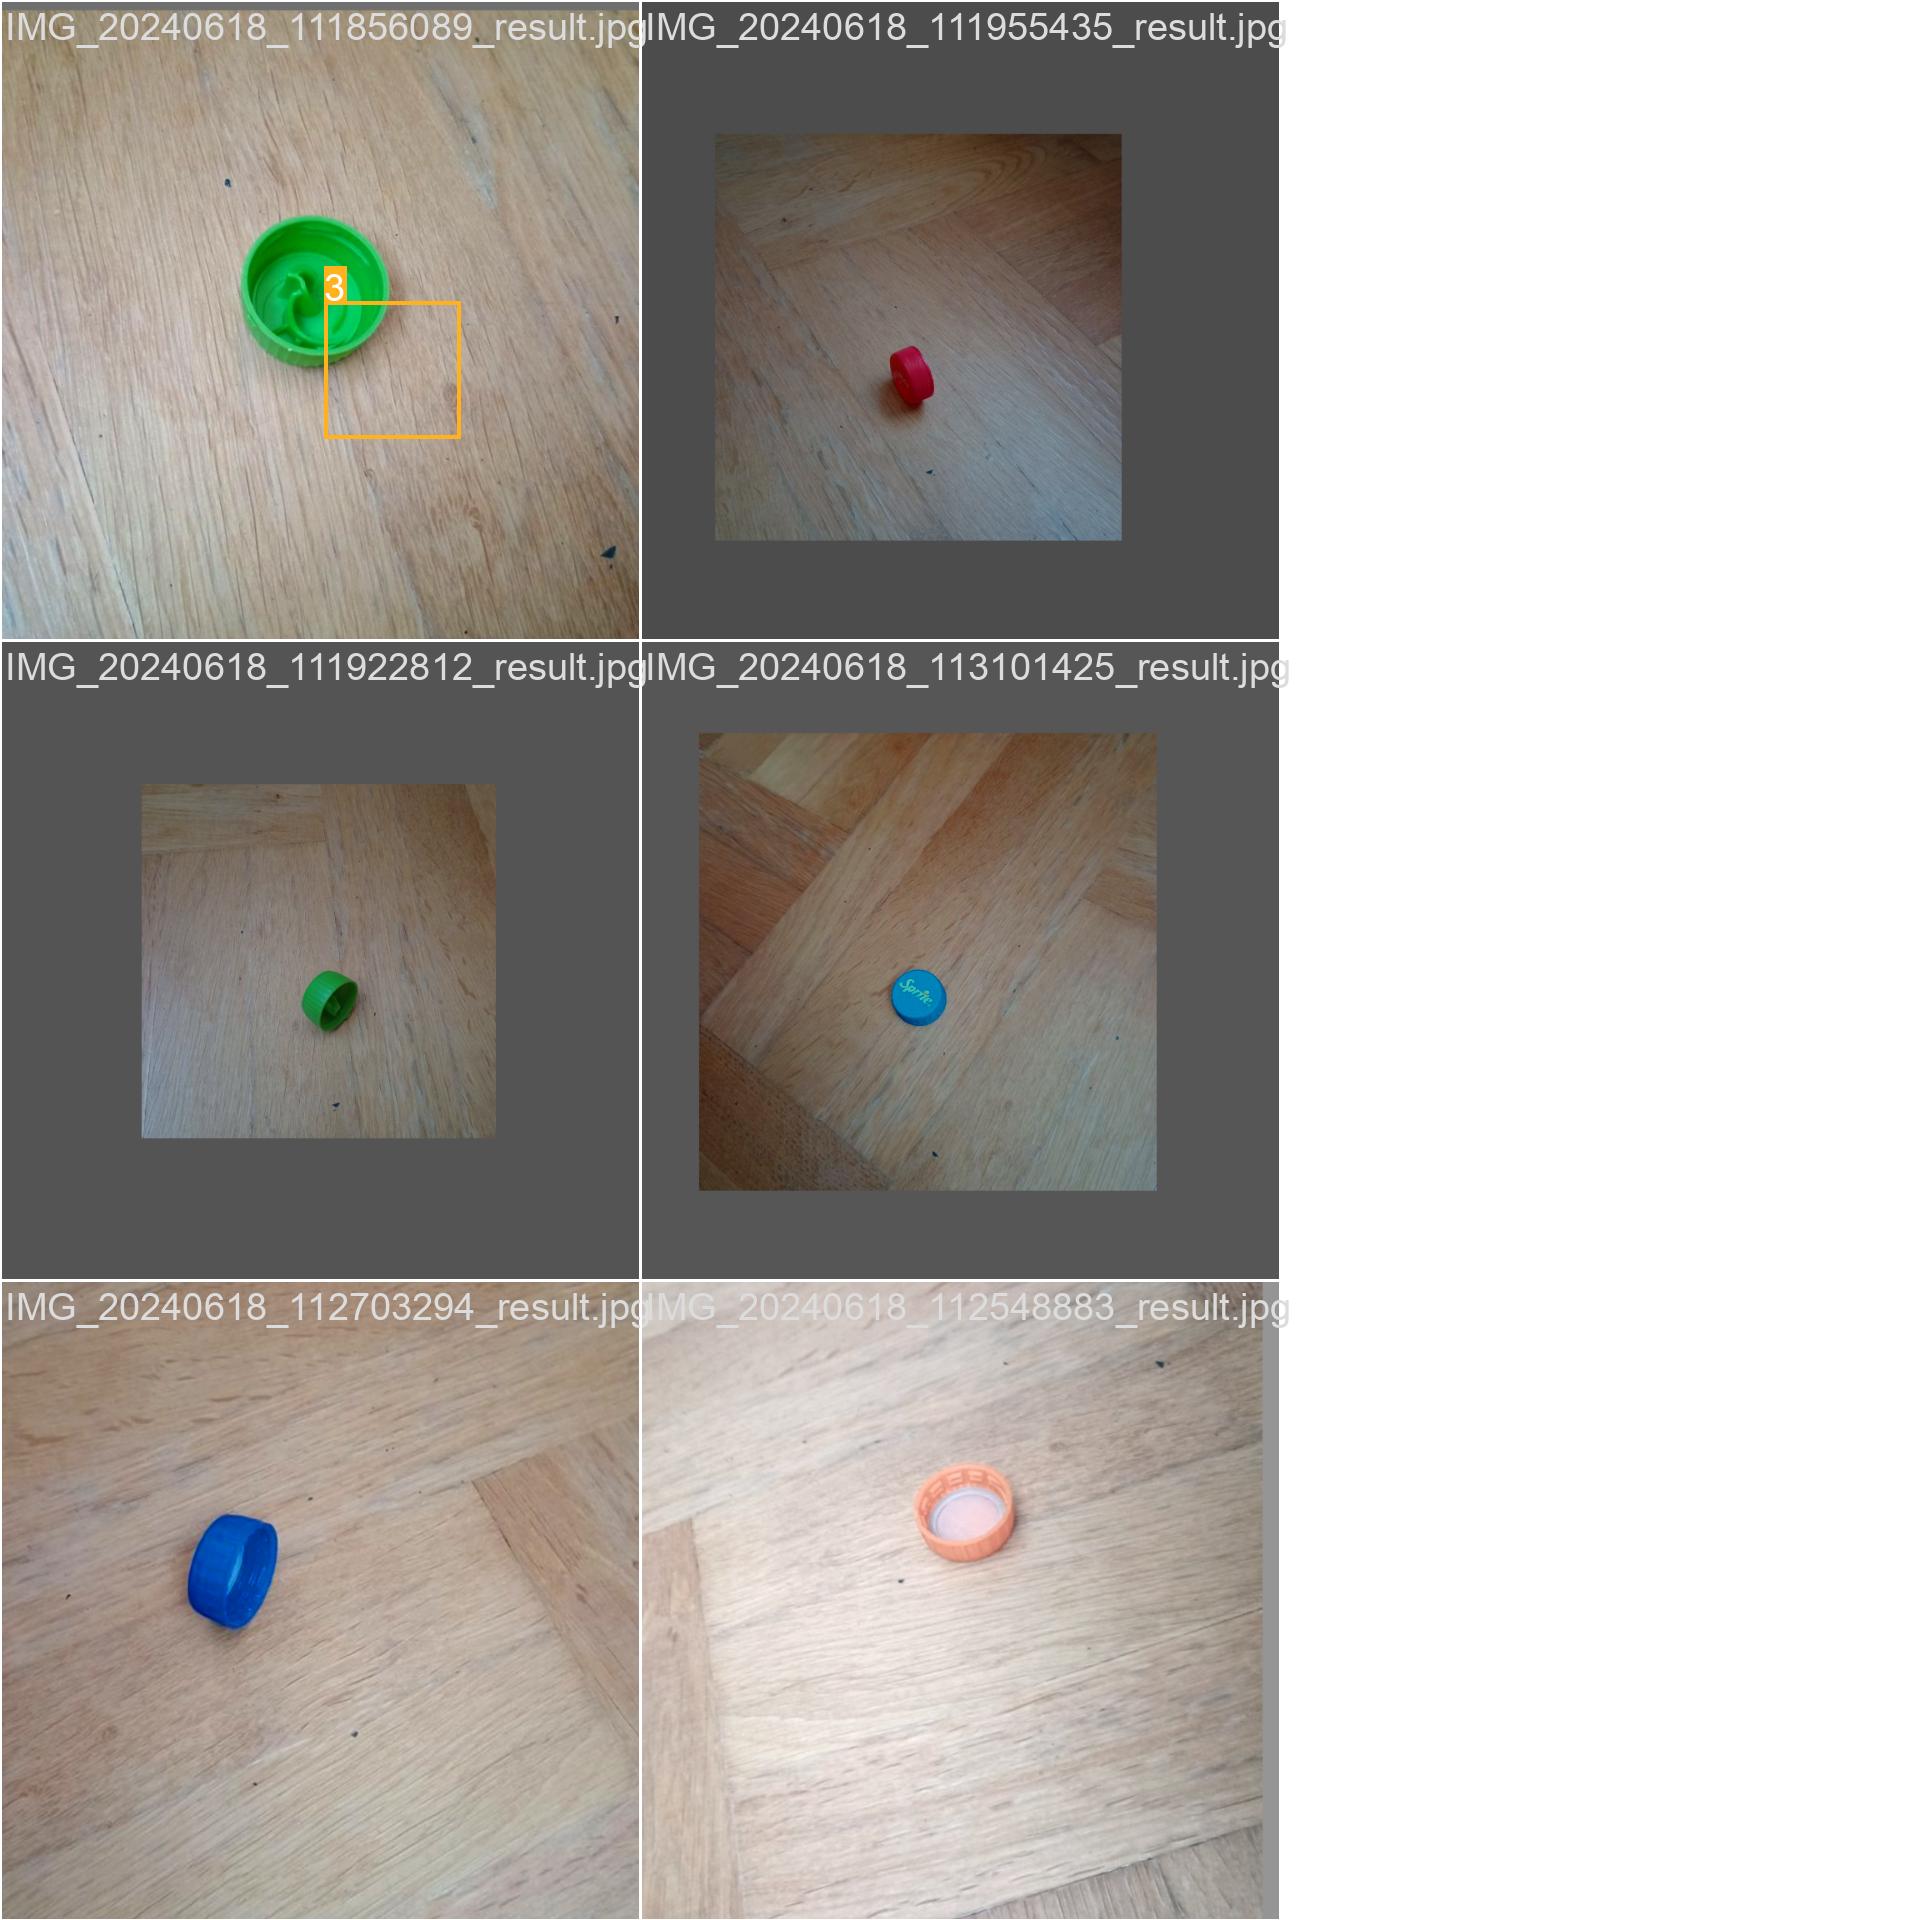 IMG_20240618_111856089_result.jpg
IMG_20240618_111955435_result.jpg
3
IMG_20240618_111922812_result.jpg
IMG_20240618_113101425_result.jpg
Sprite
IMG_20240618_112703294_result.jpg
IMG_20240618_112548883_result.jpg